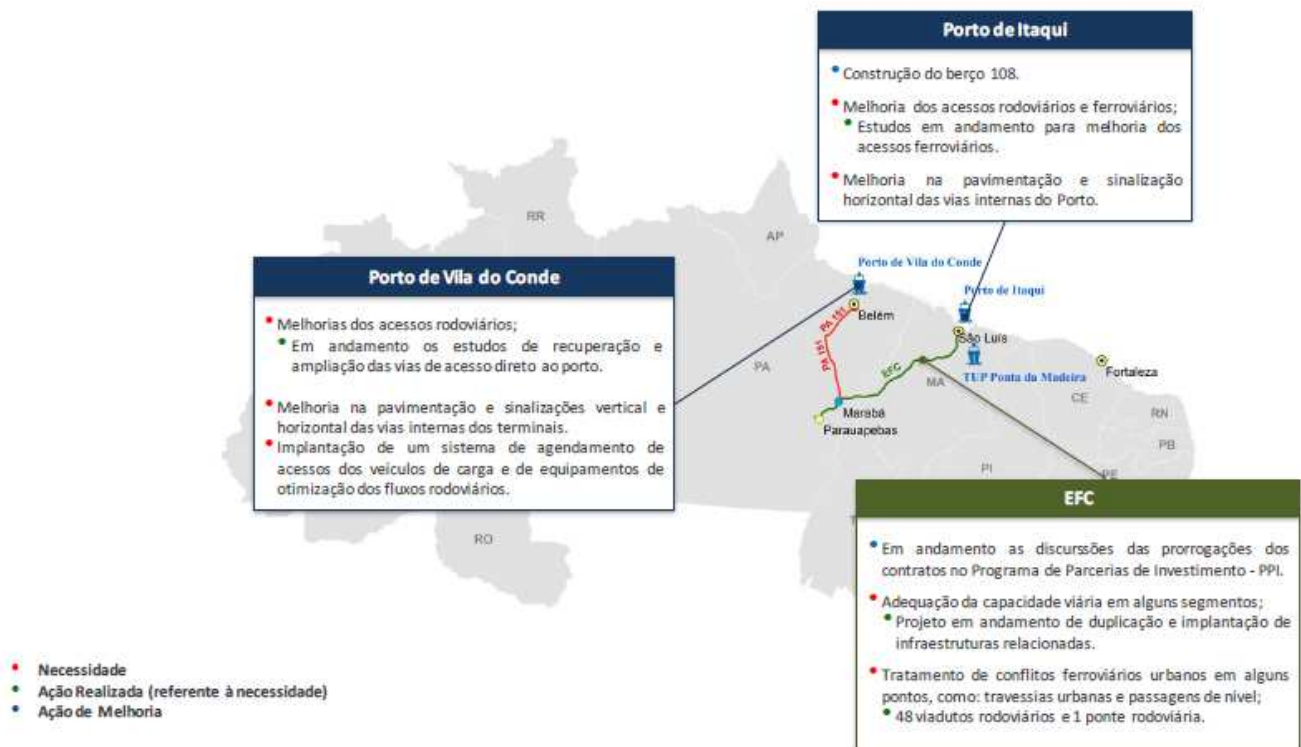 Porto de Itaqui
• Construção do berço 108.
• Melhoria dos acessos rodoviários e ferroviários;
• Estudos em andamento para melhoria dos
acessos ferroviários.
• Melhoria na pavimentação e sinalização
horizontal das vias internas do Porto.
RR
AP
Porto de Vila do Conde
• Melhorias dos acessos rodoviários;
• Em andamento os estudos de recuperação e
ampliação das vias de acesso direto ao porto.
• Melhoria na pavimentação e sinalizações vertical e
horizontal das vias internas dos terminais.
• Implantação de um sistema de agendamento de
acessos dos veículos de carga e de equipamentos de
otimização dos fluxos rodoviários.
Porto de Vila do Conde
Porto de Itaqui
Belém
PA 151
PA 151
São Luís
TUP Ponta da Madeira
Fortaleza
PA
EFC
MA
CE
Marabá
Parauapebas
RN
PB
PI
PE
RO
EFC
• Em andamento as discurssões das prorrogações dos
contratos no Programa de Parcerias de Investimento - PPI.
• Adequação da capacidade viária em alguns segmentos;
• Projeto em andamento de duplicação e implantação de
infraestruturas relacionadas.
• Tratamento de conflitos ferroviários urbanos em alguns
pontos, como: travessias urbanas e passagens de nível;
• 48 viadutos rodoviários e 1 ponte rodoviária.
• Necessidade
• Ação Realizada (referente à necessidade)
• Ação de Melhoria